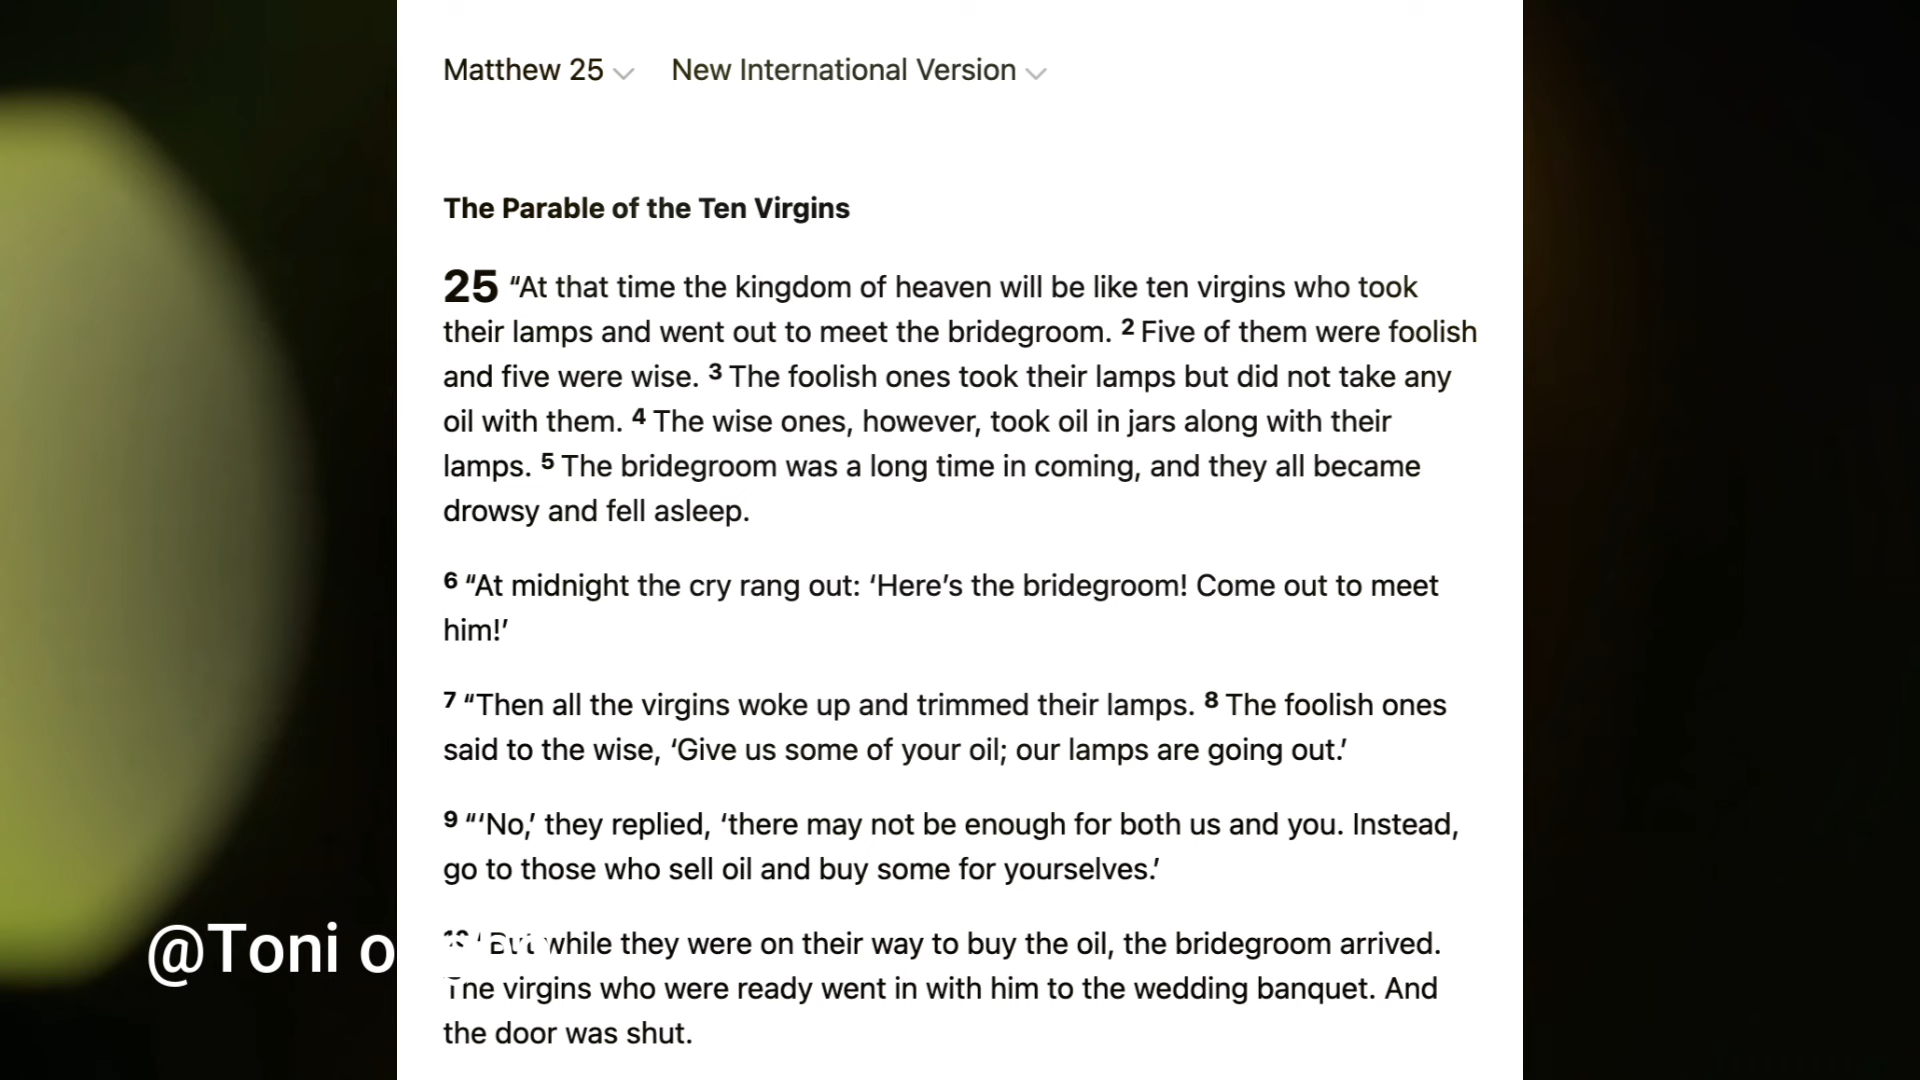 Matthew 25 New International Version
The Parable of the Ten Virgins
25 “At that time the kingdom of heaven will be like ten virgins who took
their lamps and went out to meet the bridegroom. 2 Five of them were foolish
and five were wise. 3 The foolish ones took their lamps but did not take any
oil with them. 4 The wise ones, however, took oil in jars along with their
lamps. 5 The bridegroom was a long time in coming, and they all became
drowsy and fell asleep.
6 “At midnight the cry rang out: ‘Here’s the bridegroom! Come out to meet
him!’
7 “Then all the virgins woke up and trimmed their lamps. 8 The foolish ones
said to the wise, ‘Give us some of your oil; our lamps are going out.’
9 “‘No,’ they replied, ‘there may not be enough for both us and you. Instead,
go to those who sell oil and buy some for yourselves.’
10 “But while they were on their way to buy the oil, the bridegroom arrived.
The virgins who were ready went in with him to the wedding banquet. And
the door was shut.
@Toni